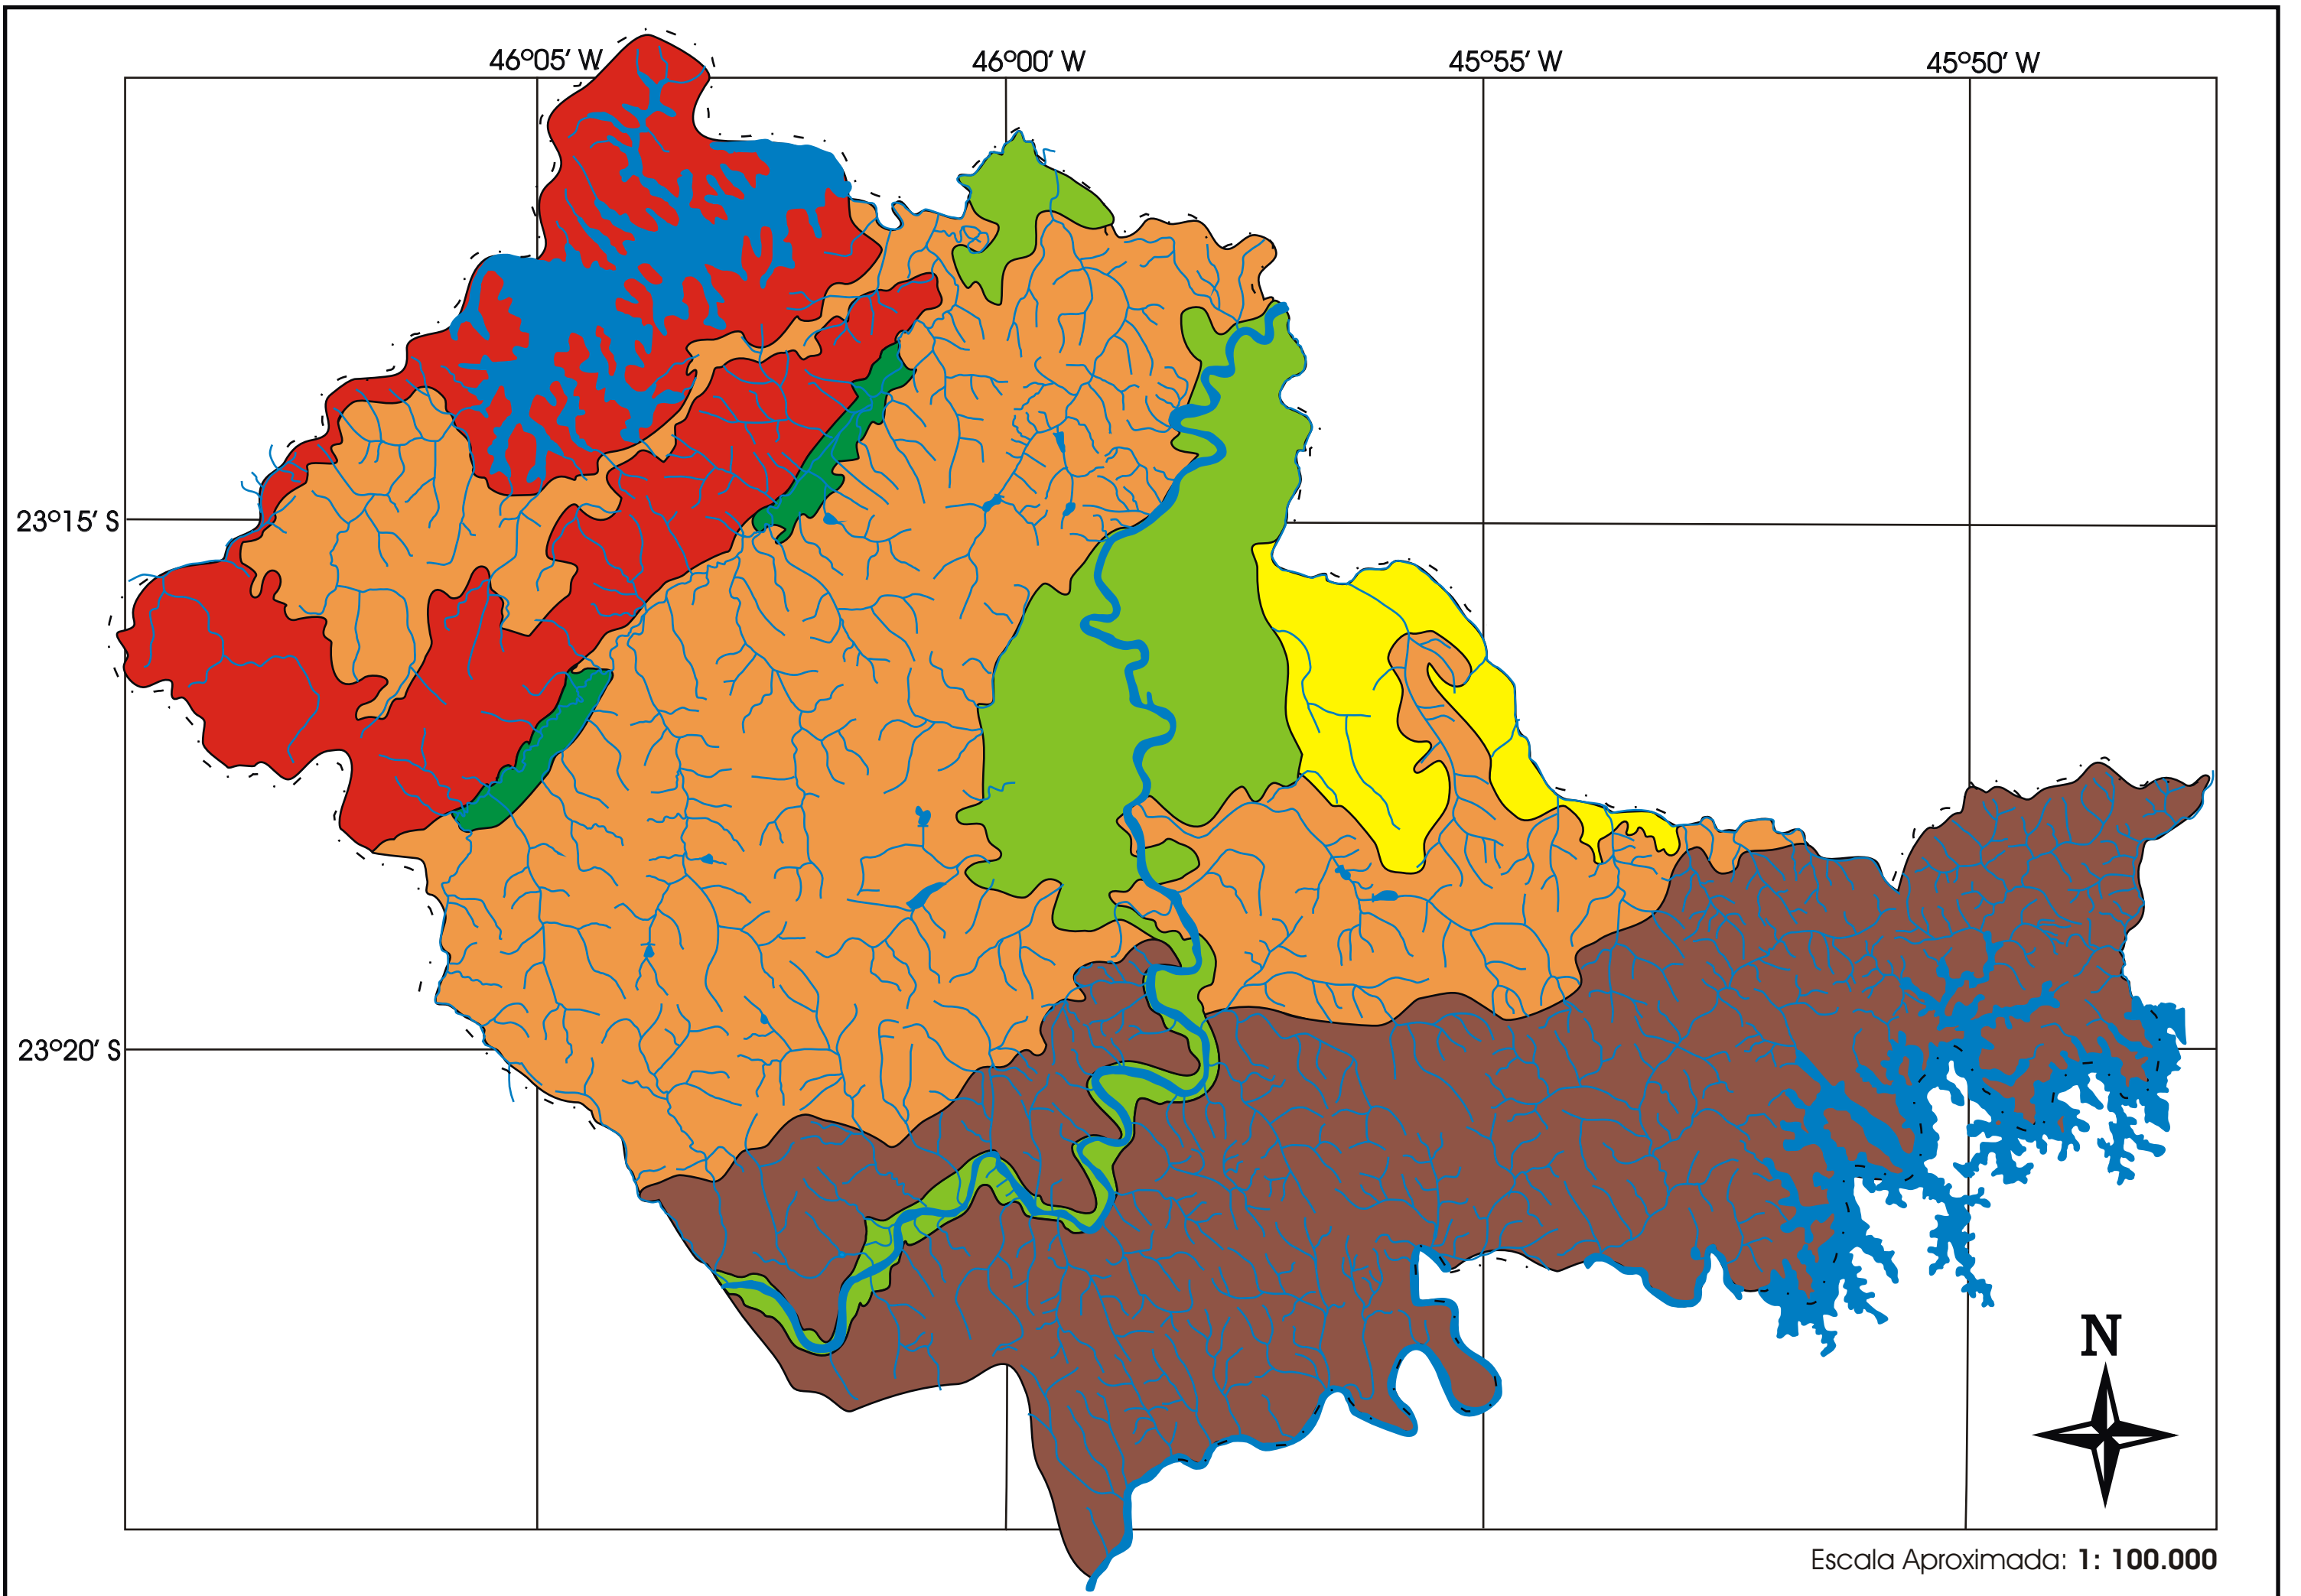 46°05' W
46°00' W
45°55' W
45°50' W
23°15' S
23°20' S
N
Escala Aproximada: 1: 100.000